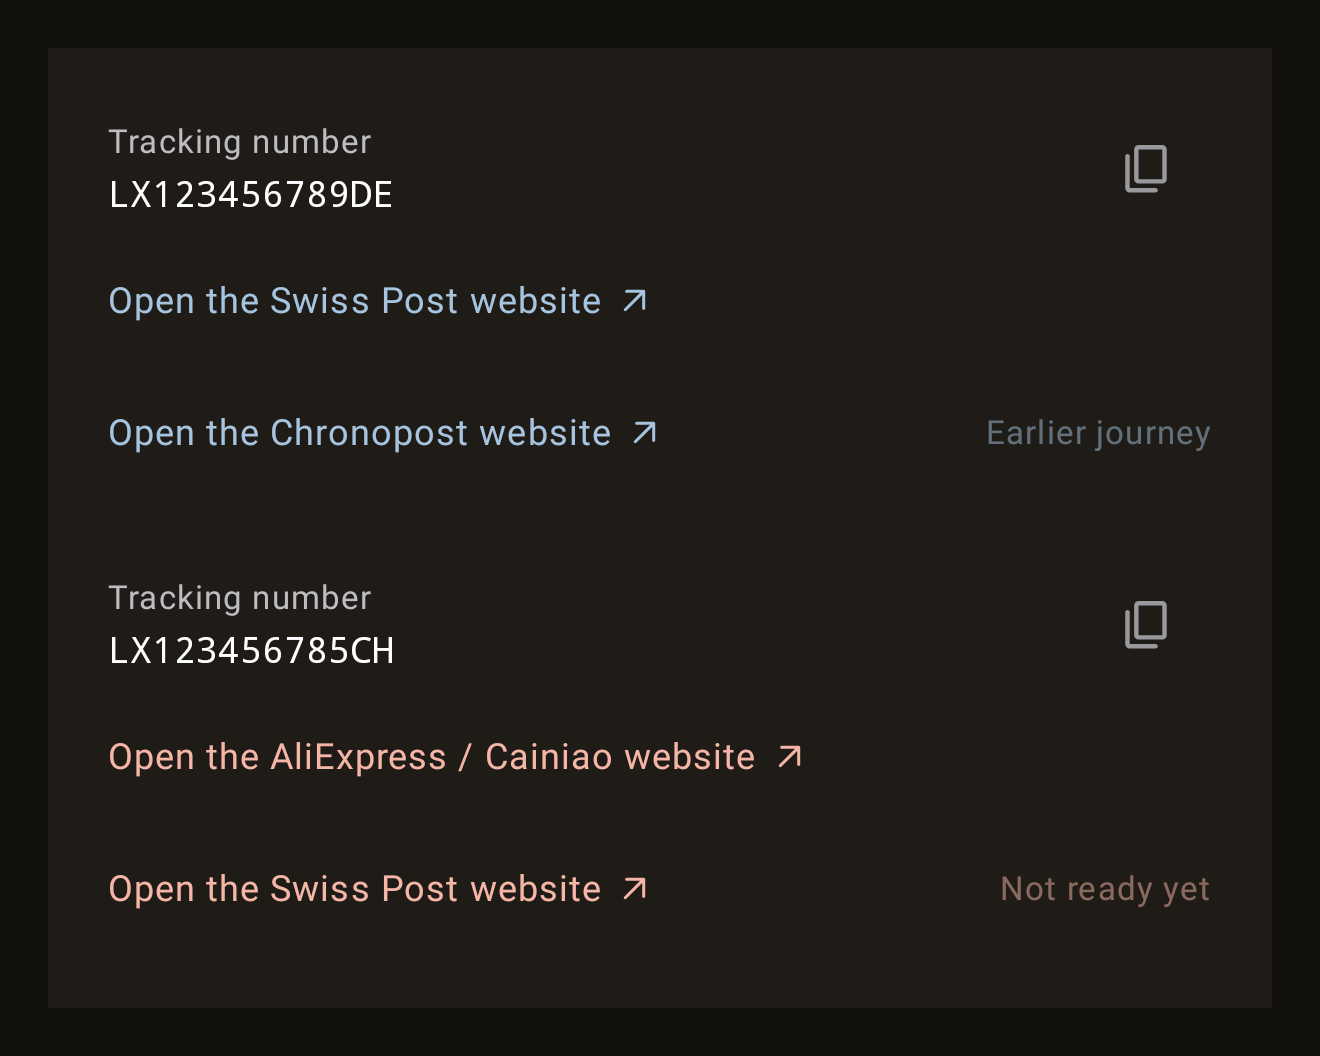 Tracking number
LX123456789DE
Open the Swiss Post website
Open the Chronopost website Earlier journey
Tracking number
LX123456785CH
Open the AliExpress / Cainiao website
Open the Swiss Post website Not ready yet